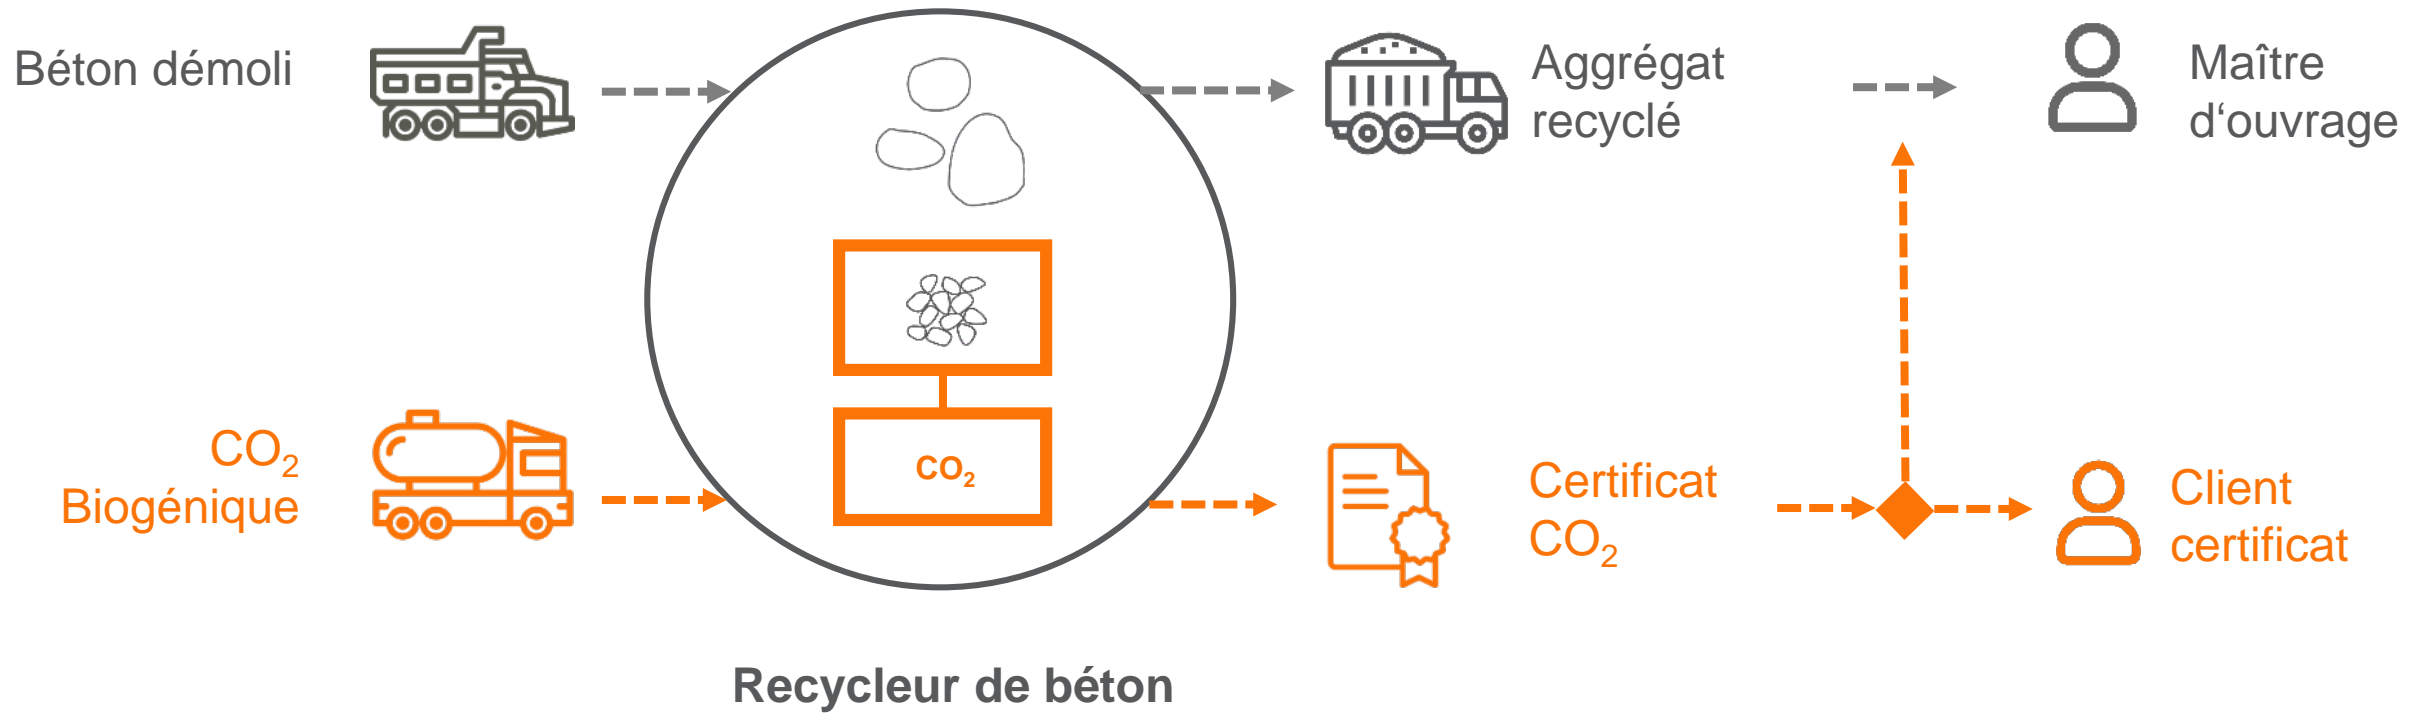 Béton démoli
Aggrégat
recyclé
Maître
d‘ouvrage
CO₂
Biogénique
CO₂
Certificat
CO₂
Client
certificat
Recycleur de béton